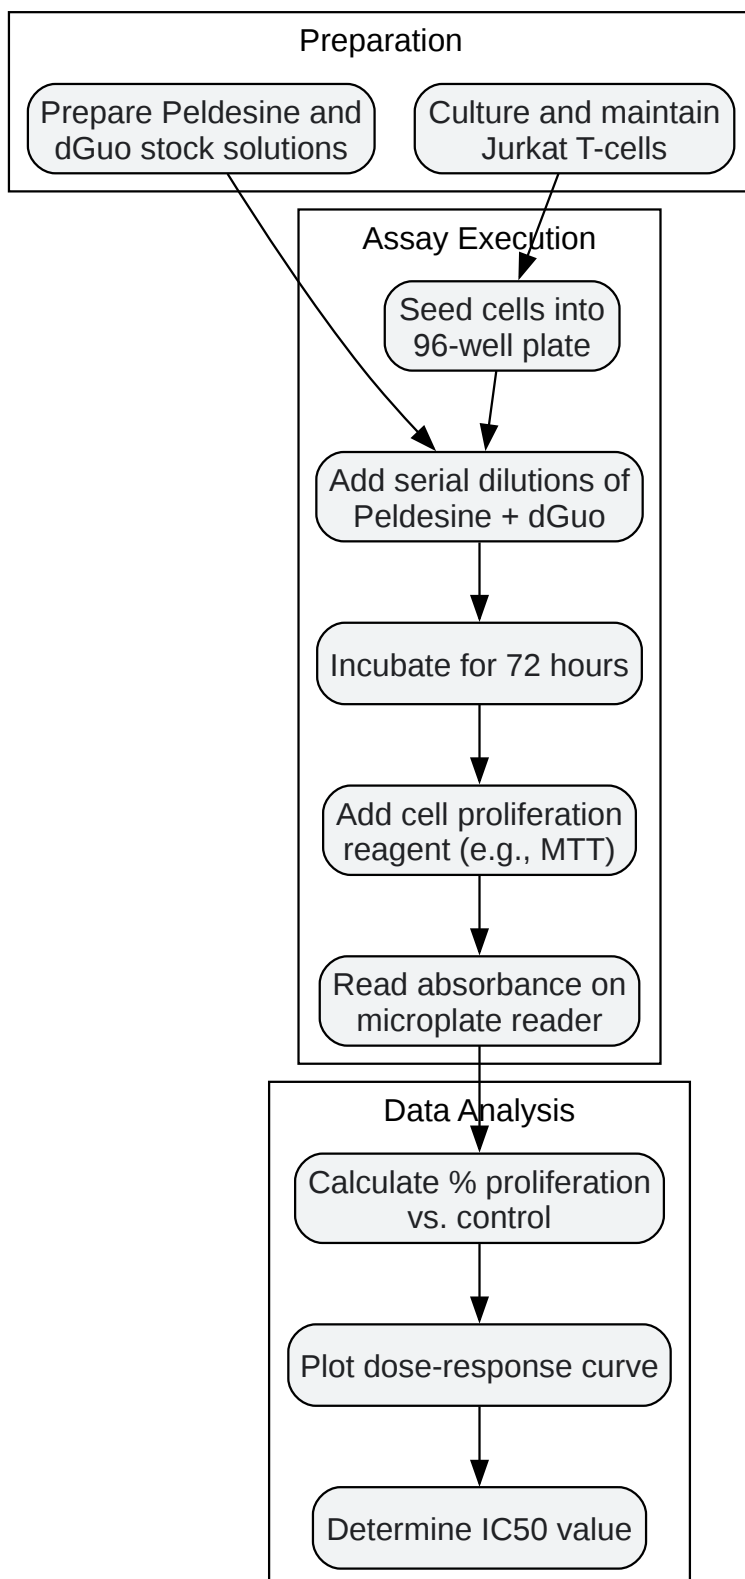 Preparation
Prepare Peldesine and
dGuo stock solutions
Culture and maintain
Jurkat T-cells
Assay Execution
Seed cells into
96-well plate
Add serial dilutions of
Peldesine + dGuo
Incubate for 72 hours
Add cell proliferation
reagent (e.g., MTT)
Read absorbance on
microplate reader
Data Analysis
Calculate % proliferation
vs. control
Plot dose-response curve
Determine IC50 value